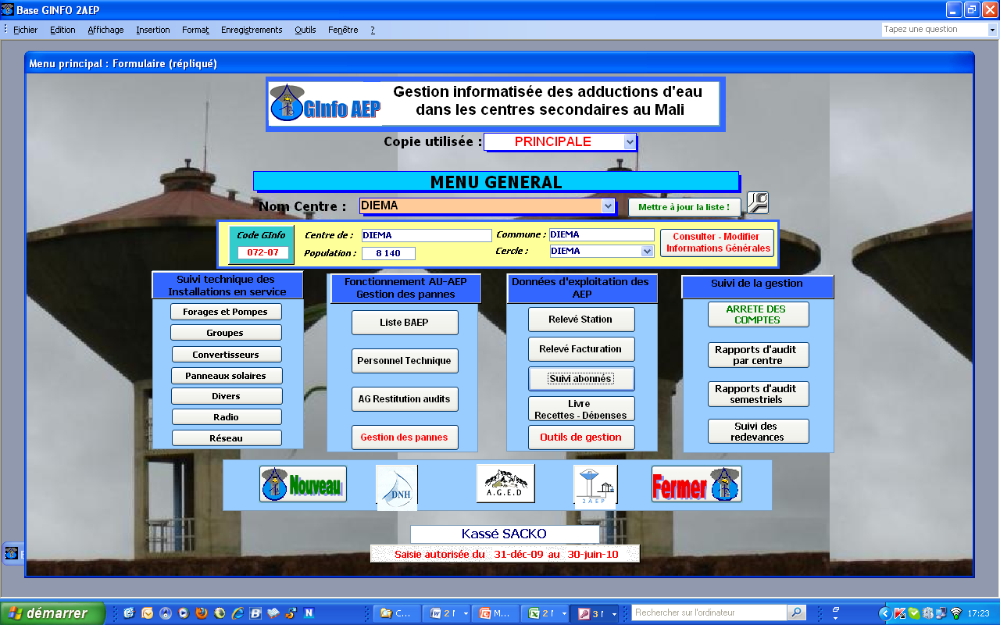 Base GINFO 2AEP
Fichier Edition Affichage Insertion Format Enregistrements Outils Fenêtre ?
Tapez une question
Menu principal : Formulaire (répliqué)
GInfo AEP
Gestion informatisée des adductions d'eau
dans les centres secondaires au Mali
Copie utilisée : PRINCIPALE
MENU GENERAL
Nom Centre : DIEMA
Mettre à jour la liste !
Code GInfo
072-07
Centre de : DIEMA
Population : 8 140
Commune : DIEMA
Cercle : DIEMA
Consulter - Modifier
Informations Générales
Suivi technique des
Installations en service
Forages et Pompes
Groupes
Convertisseurs
Panneaux solaires
Divers
Radio
Réseau
Fonctionnement AU-AEP
Gestion des pannes
Liste BAEP
Personnel Technique
AG Restitution audits
Gestion des pannes
Données d'exploitation des
AEP
Relevé Station
Relevé Facturation
Suivi abonnés
Livre
Recettes - Dépenses
Outils de gestion
Suivi de la gestion
ARRETE DES
COMPTES
Rapports d'audit
par centre
Rapports d'audit
semestriels
Suivi des
redevances
Nouveau
DNH
A.G.E.D
2AEP
Fermer
Kassé SACKO
Saisie autorisée du 31-déc-09 au 30-juin-10
démarrer
C...
2
M...
2
3
Rechercher sur l'ordinateur
17:23